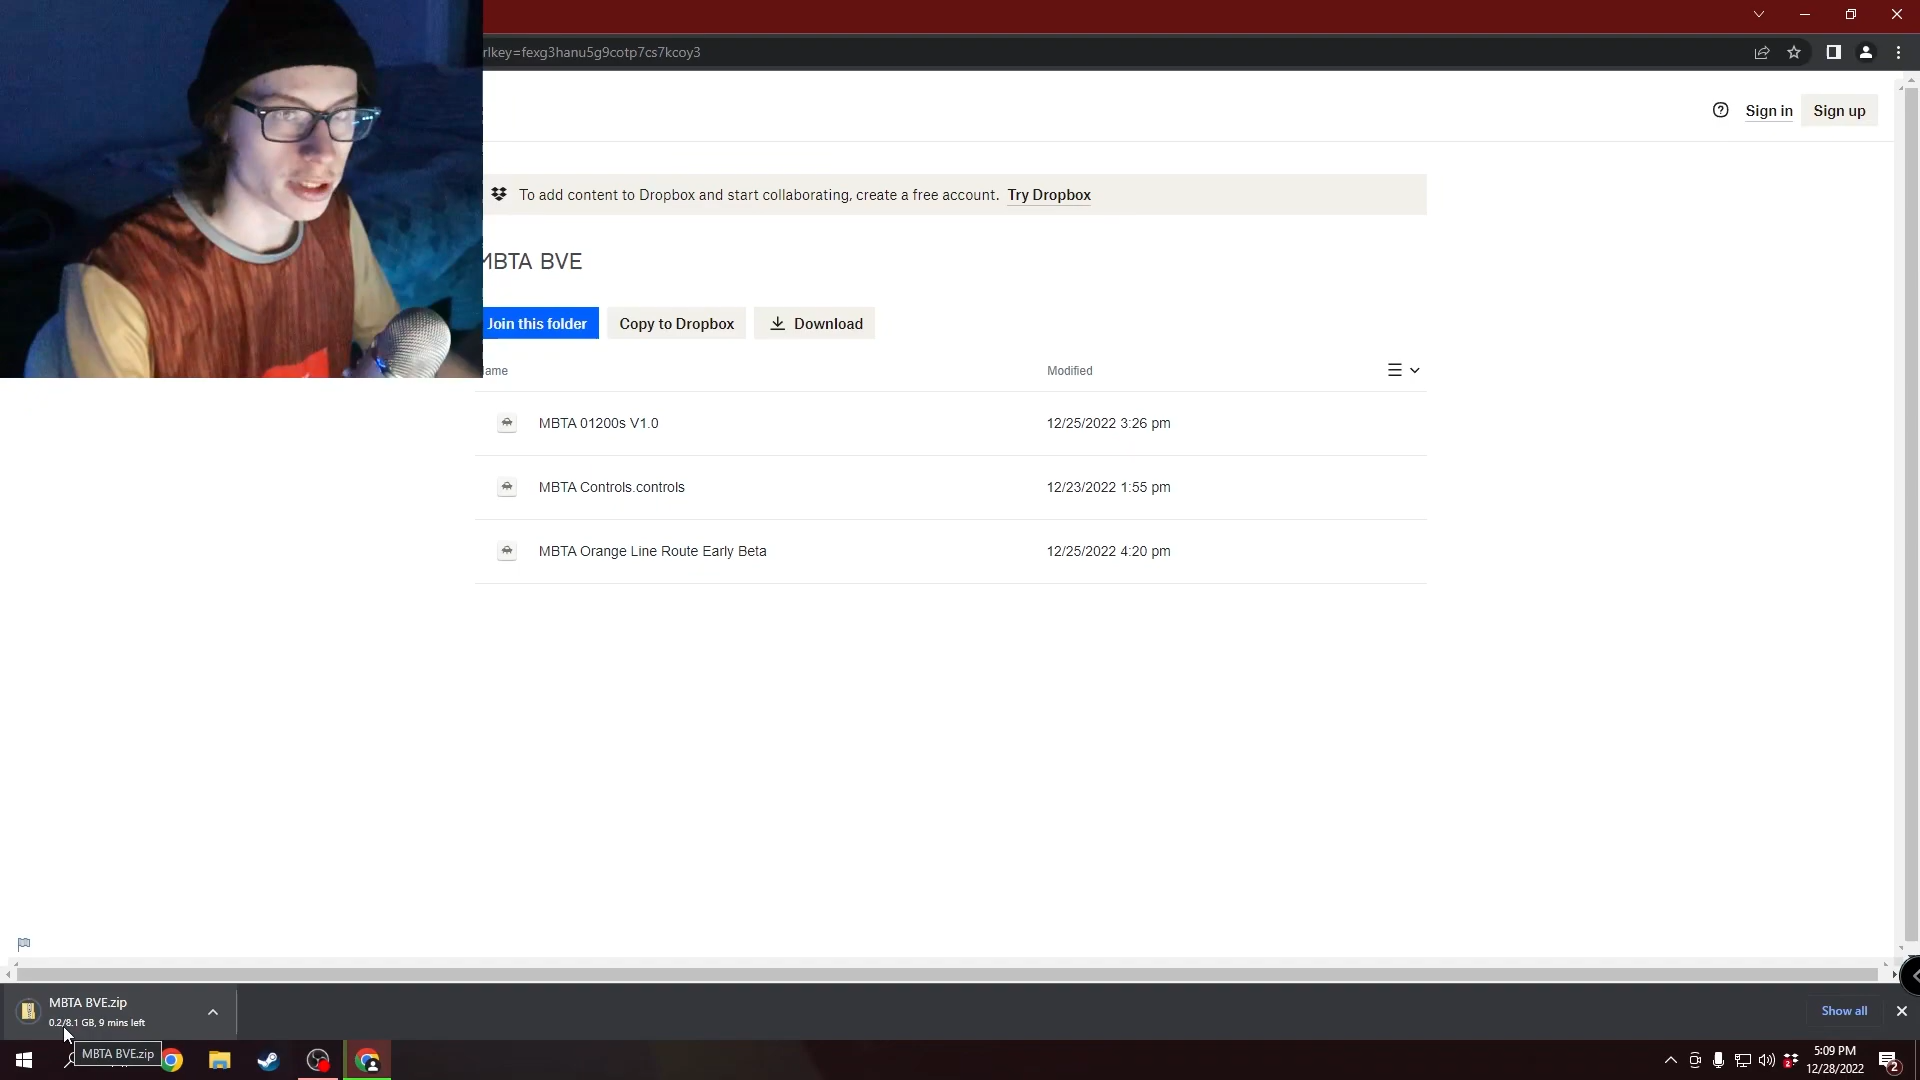 rlkey=fexg3hanu5g9cotp7cs7kcoy3
Sign in
Sign up
To add content to Dropbox and start collaborating, create a free account. Try Dropbox
MBTA BVE
Join this folder
Copy to Dropbox
Download
ame
Modified
MBTA 01200s V1.0
12/25/2022 3:26 pm
MBTA Controls.controls
12/23/2022 1:55 pm
MBTA Orange Line Route Early Beta
12/25/2022 4:20 pm
MBTA BVE.zip
0.2/8.1 GB, 9 mins left
Show all
MBTA BVE.zip
5:09 PM
12/28/2022
2
2